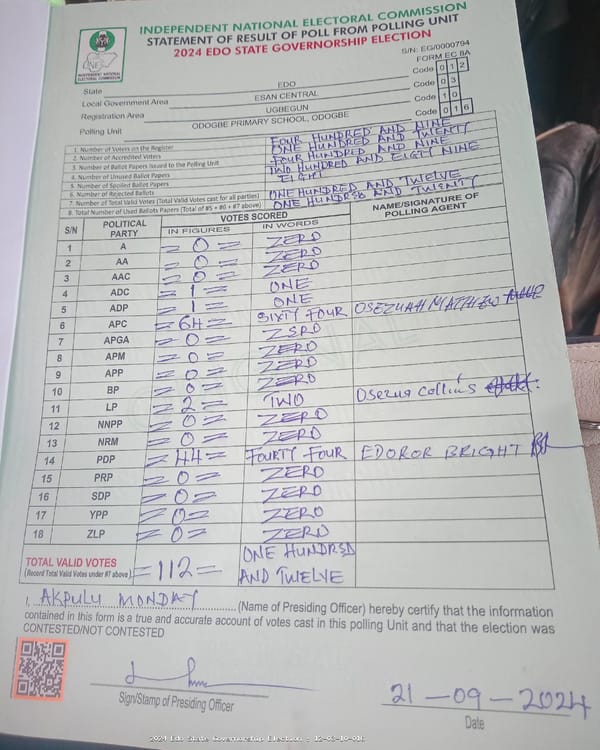 INDEPENDENT NATIONAL ELECTORAL COMMISSION
STATEMENT OF RESULT OF POLL FROM POLLING UNIT
2024 EDO STATE GOVERNORSHIP ELECTION
INDEPENDENT NATIONAL ELECTORAL COMMISSION
S/N: EG/0000794
FORM EC 8A
State EDO Code 0 1 2
Local Government Area ESAN CENTRAL Code 0 3
Registration Area UGBEGUN Code 1 0
Polling Unit ODOGBE PRIMARY SCHOOL, ODOGBE Code 0 1 6
1. Number of Voters on the Register FOUR HUNDRED AND NINE
2. Number of Accredited Voters ONE HUNDRED AND TWENTY
3. Number of Ballot Papers Issued to the Polling Unit FOUR HUNDRED AND NINE
4. Number of Unused Ballot Papers TWO HUNDRED AND EIGTY NINE
5. Number of Spoiled Ballot Papers
6. Number of Rejected Ballots EIGHT
7. Number of Total Valid Votes (Total Valid Votes cast for all parties) ONE HUNDRED AND TWELVE
8. Total Number of Used Ballots Papers (Total of #5 + #6 + #7 above) ONE HUNDRED AND TWENTY
S/N POLITICAL PARTY VOTES SCORED NAME/SIGNATURE OF POLLING AGENT
IN FIGURES IN WORDS
1 A = 0 = ZERO
2 AA = 0 = ZERO
3 AAC = 0 = ZERO
4 ADC = 1 = ONE
5 ADP = 1 = ONE
6 APC = 64 = SIXTY FOUR OSEZUAH MATHEW
7 APGA = 0 = ZERO
8 APM = 0 = ZERO
9 APP = 0 = ZERO
10 BP = 0 = ZERO
11 LP = 2 = TWO Osezua Collins
12 NNPP = 0 = ZERO
13 NRM = 0 = ZERO
14 PDP = 44 = FOURTY FOUR EDOROR BRIGHT
15 PRP = 0 = ZERO
16 SDP = 0 = ZERO
17 YPP = 0 = ZERO
18 ZLP = 0 = ZERO
TOTAL VALID VOTES = 112 = ONE HUNDRED
(Record Total Valid Votes under #7 above) AND TWELVE
I, AKPULU MONDAY (Name of Presiding Officer) hereby certify that the information
contained in this form is a true and accurate account of votes cast in this polling Unit and that the election was
CONTESTED/NOT CONTESTED
Sign/Stamp of Presiding Officer
21-09-2024
Date
2024 Edo State Governorship Election - 12-03-10-016